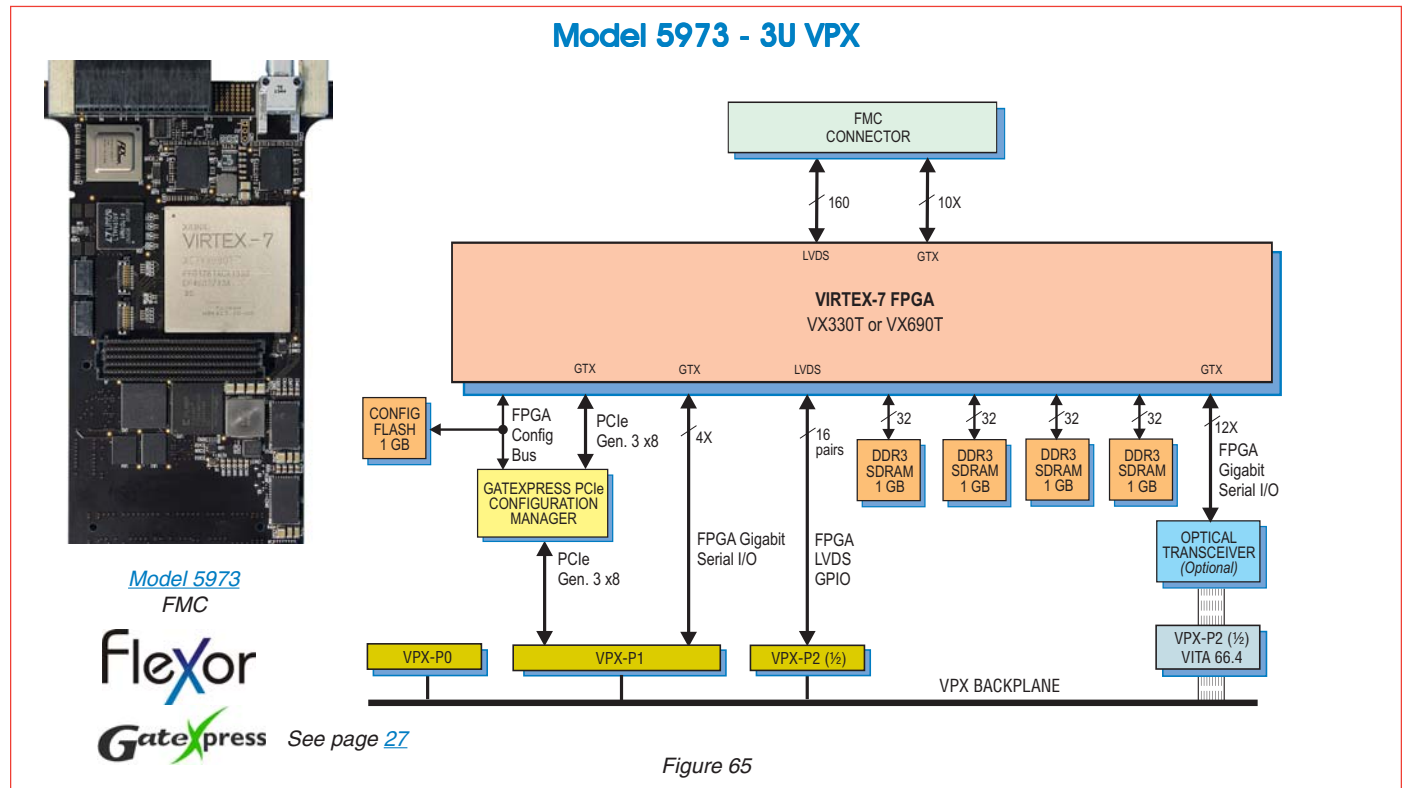 Model 5973 - 3U VPX
VIRTEX-7
Model 5973
FMC
Flexor
GateXpress
See page 27
FMC
CONNECTOR
160
10X
LVDS
GTX
VIRTEX-7 FPGA
VX330T or VX690T
GTX
GTX
LVDS
GTX
CONFIG
FLASH
1 GB
FPGA
Config
Bus
PCIe
Gen. 3 x8
4X
16
pairs
32
32
32
32
12X
DDR3
SDRAM
1 GB
DDR3
SDRAM
1 GB
DDR3
SDRAM
1 GB
DDR3
SDRAM
1 GB
FPGA
Gigabit
Serial I/O
GATEXPRESS PCIe
CONFIGURATION
MANAGER
PCIe
Gen. 3 x8
FPGA Gigabit
Serial I/O
FPGA
LVDS
GPIO
OPTICAL
TRANSCEIVER
(Optional)
VPX-P0
VPX-P1
VPX-P2 (½)
VPX-P2 (½)
VITA 66.4
VPX BACKPLANE
Figure 65